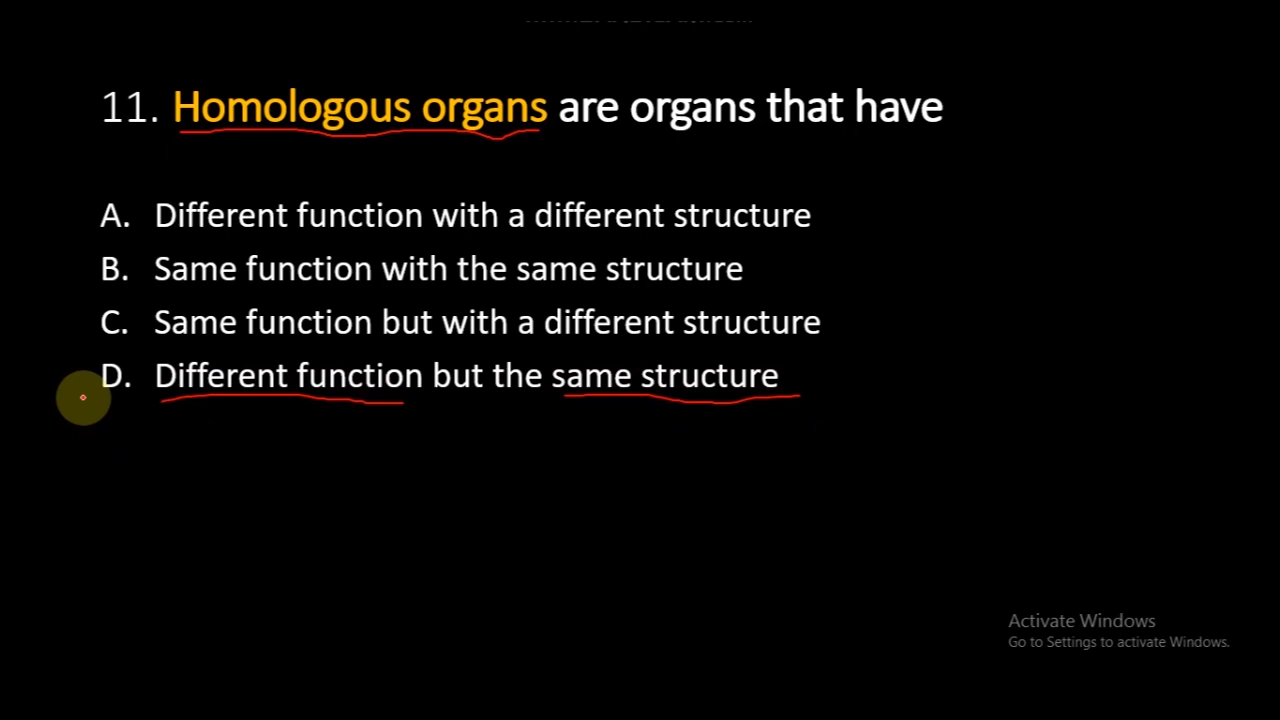 11. Homologous organs are organs that have
A. Different function with a different structure
B. Same function with the same structure
C. Same function but with a different structure
D. Different function but the same structure
Activate Windows
Go to Settings to activate Windows.